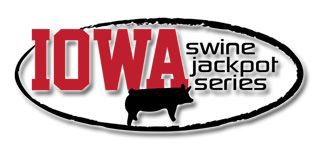 IOWA
swine
jackpot
series